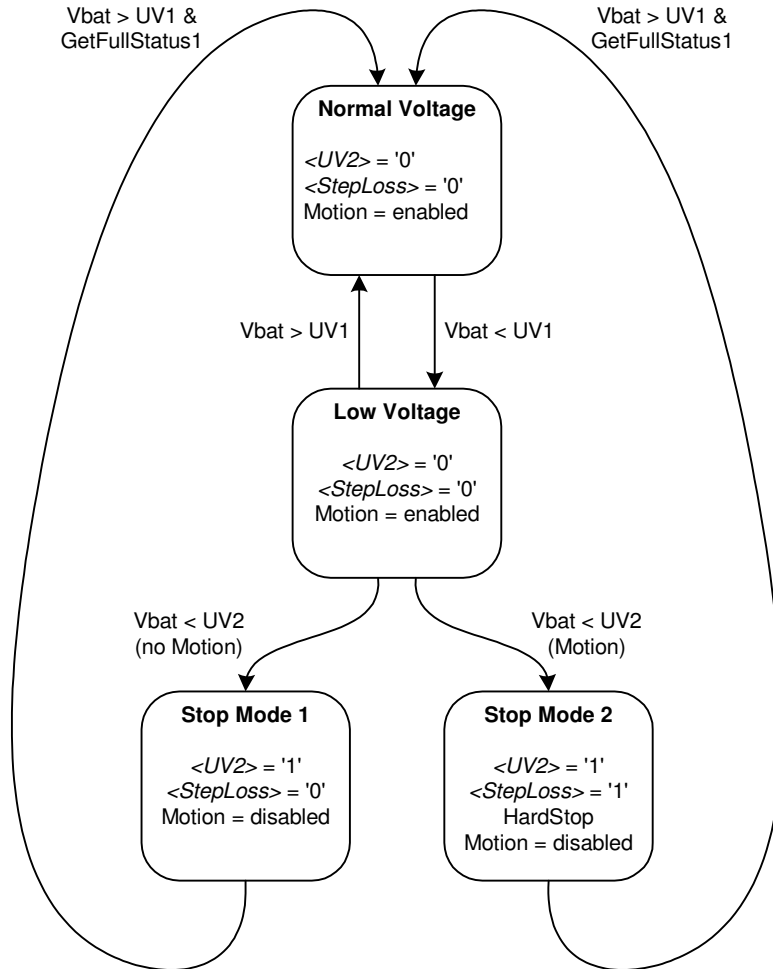 Vbat > UV1 &
GetFullStatus1
Vbat > UV1 &
GetFullStatus1
Normal Voltage
<UV2> = '0'
<StepLoss> = '0'
Motion = enabled
Vbat > UV1
Vbat < UV1
Low Voltage
<UV2> = '0'
<StepLoss> = '0'
Motion = enabled
Vbat < UV2
(no Motion)
Vbat < UV2
(Motion)
Stop Mode 1
<UV2> = '1'
<StepLoss> = '0'
Motion = disabled
Stop Mode 2
<UV2> = '1'
<StepLoss> = '1'
HardStop
Motion = disabled